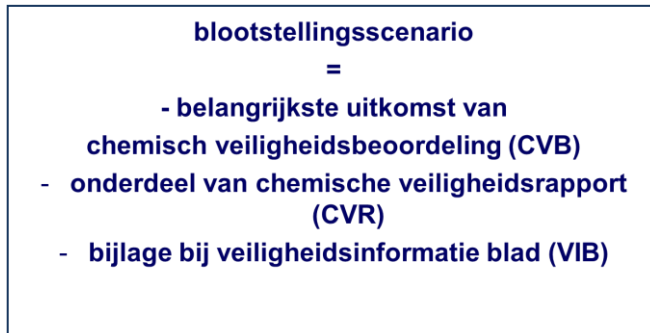 blootstellingsscenario
=
- belangrijkste uitkomst van
chemisch veiligheidsbeoordeling (CVB)
- onderdeel van chemische veiligheidsrapport
(CVR)
- bijlage bij veiligheidsinformatie blad (VIB)